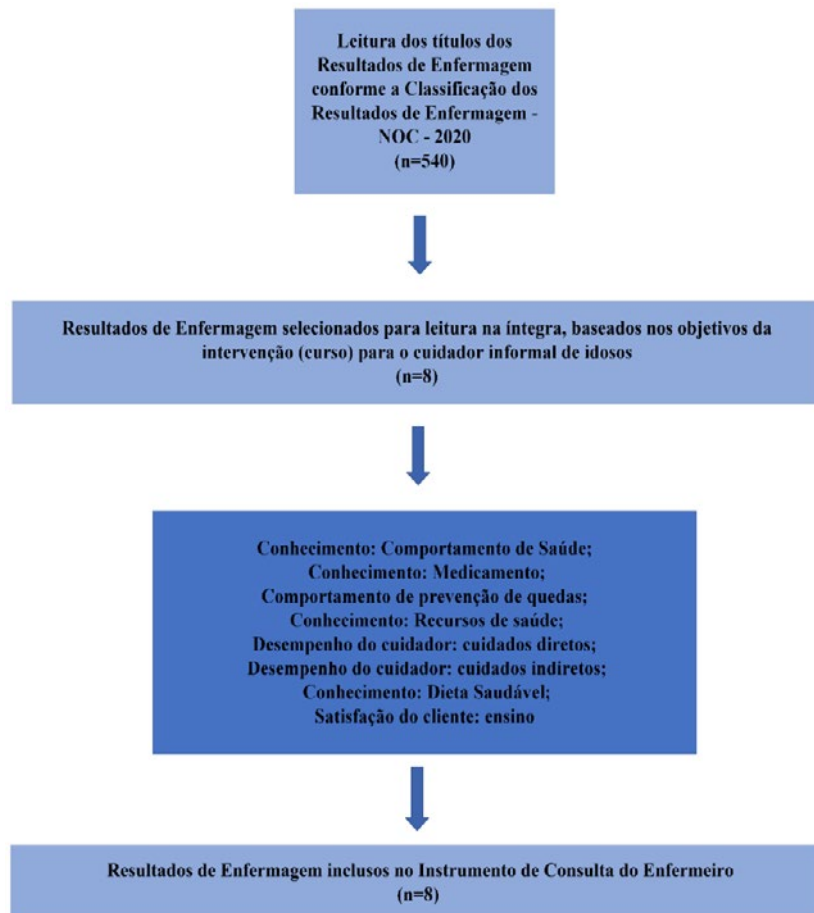 Leitura dos títulos dos
Resultados de Enfermagem
conforme a Classificação dos
Resultados de Enfermagem -
NOC - 2020
(n=540)
Resultados de Enfermagem selecionados para leitura na íntegra, baseados nos objetivos da
intervenção (curso) para o cuidador informal de idosos
(n=8)
Conhecimento: Comportamento de Saúde;
Conhecimento: Medicamento;
Comportamento de prevenção de quedas;
Conhecimento: Recursos de saúde;
Desempenho do cuidador: cuidados diretos;
Desempenho do cuidador: cuidados indiretos;
Conhecimento: Dieta Saudável;
Satisfação do cliente: ensino
Resultados de Enfermagem inclusos no Instrumento de Consulta do Enfermeiro
(n=8)